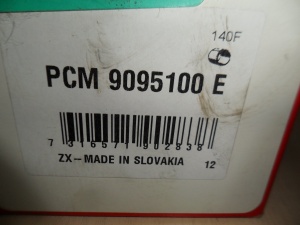 140F
PCM 9095100 E
7 316571 902838
ZX-MADE IN SLOVAKIA 12